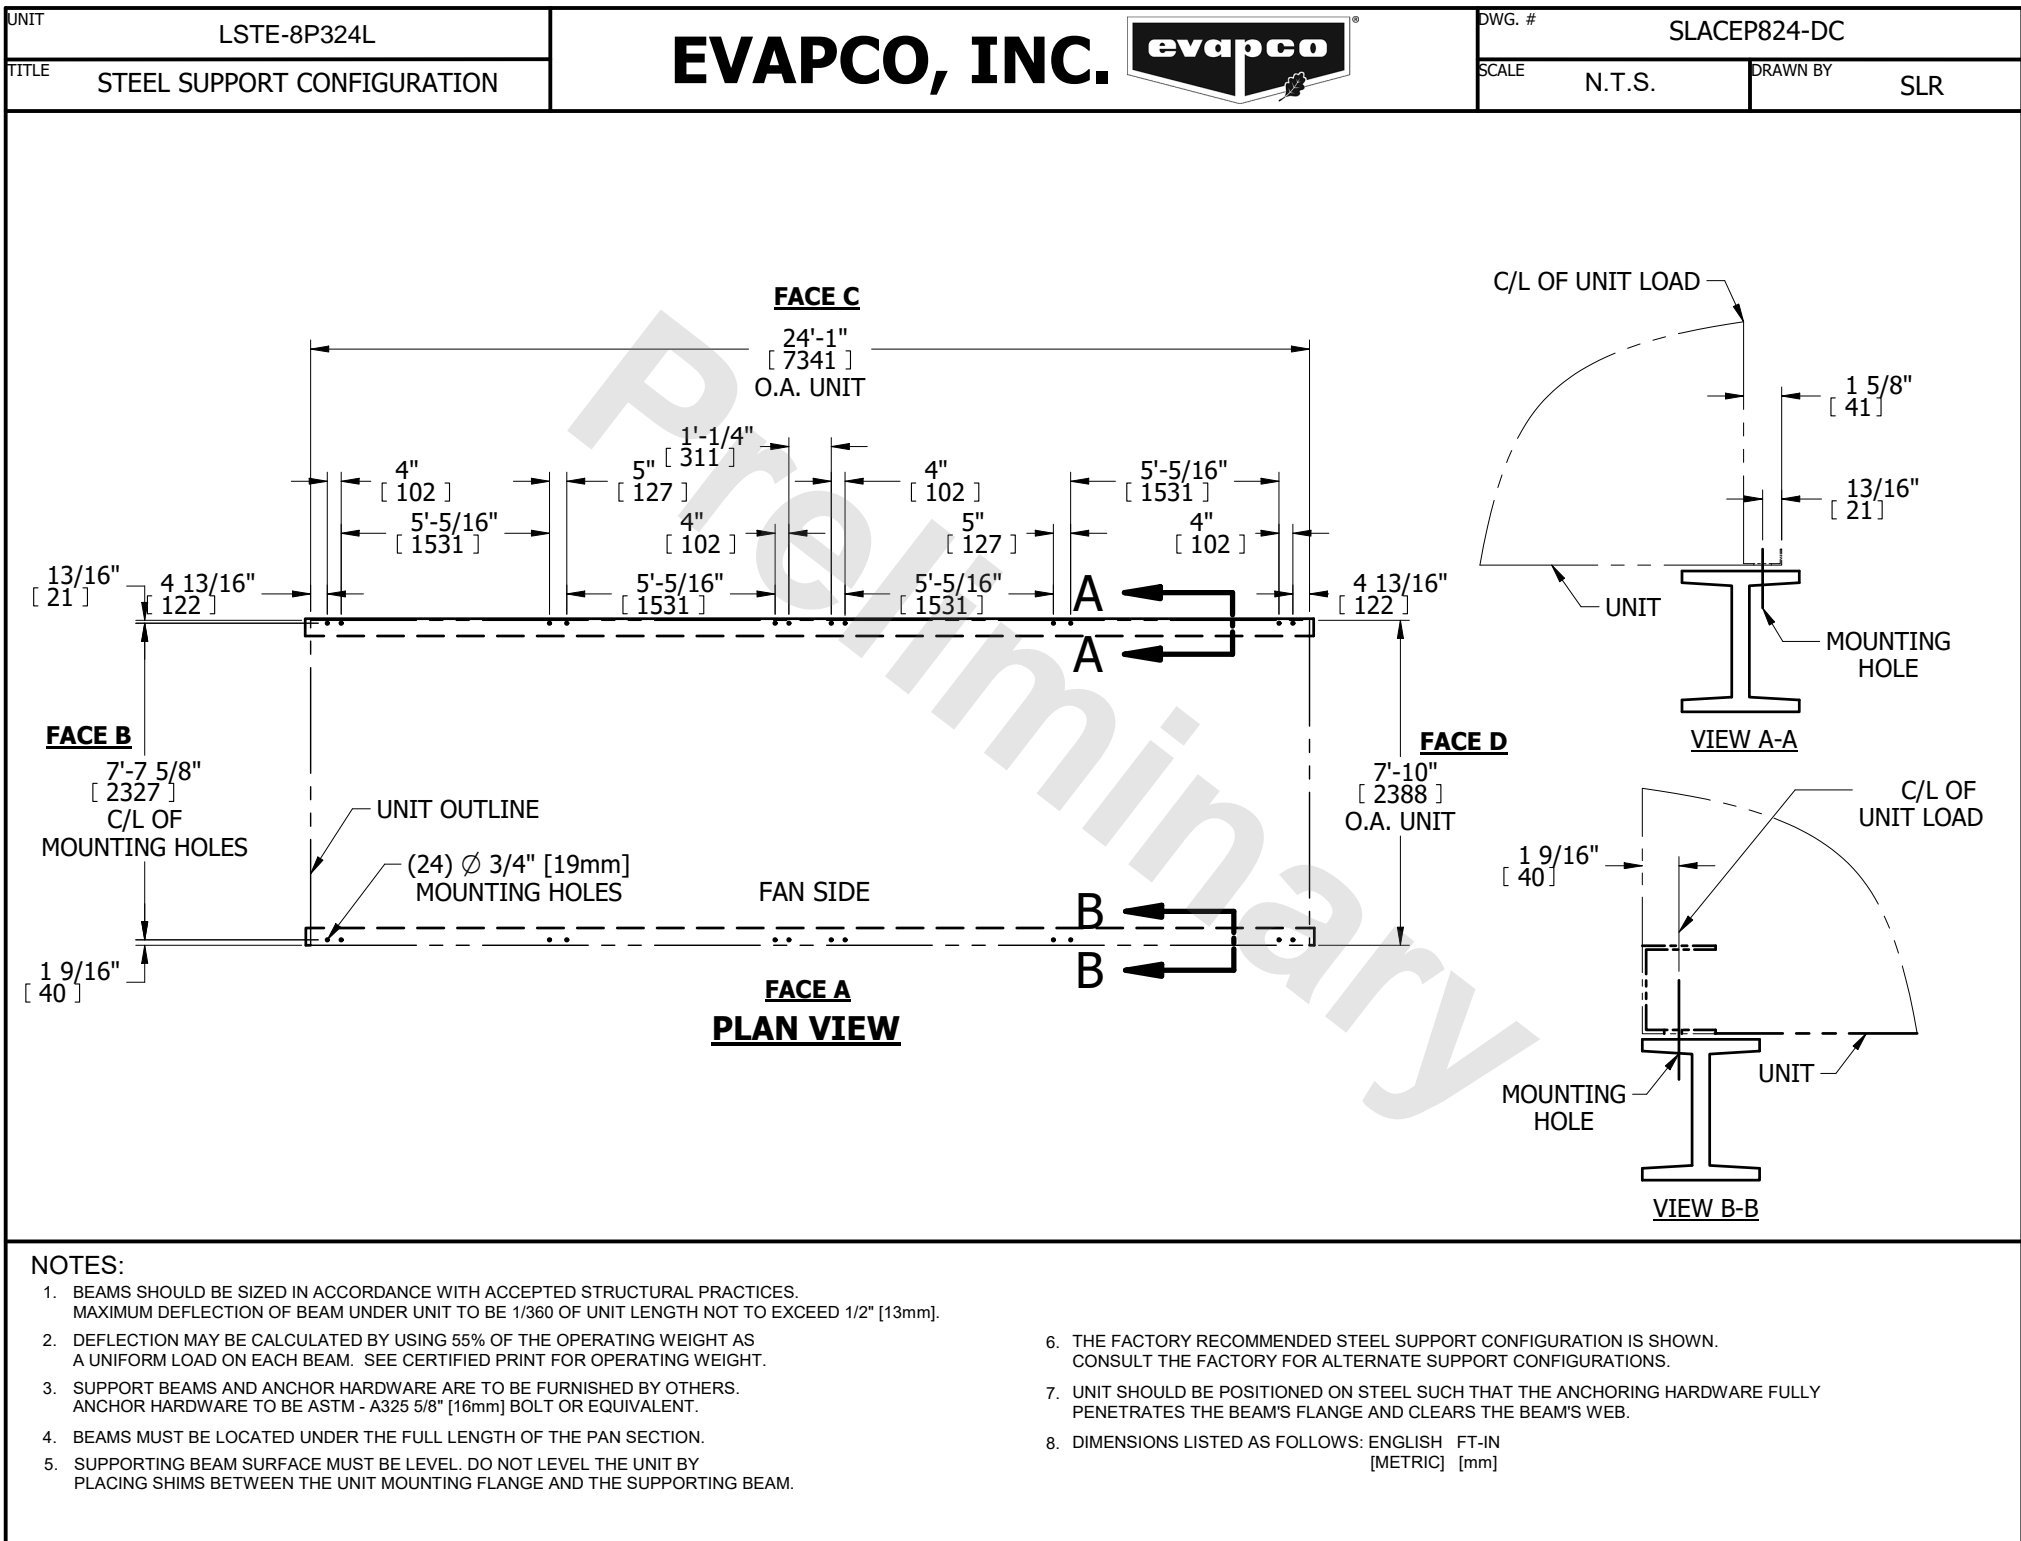 UNIT
LSTE-8P324L
TITLE
STEEL SUPPORT CONFIGURATION
EVAPCO, INC.
evapco
®
DWG. #
SLACEP824-DC
SCALE
N.T.S.
DRAWN BY
SLR
Preliminary
FACE C
24'-1"
[ 7341 ]
O.A. UNIT
1'-1/4"
[ 311 ]
4"
[ 102 ]
5"
[ 127 ]
4"
[ 102 ]
5'-5/16"
[ 1531 ]
5'-5/16"
[ 1531 ]
4"
[ 102 ]
5"
[ 127 ]
4"
[ 102 ]
13/16"
[ 21 ]
4 13/16"
[ 122 ]
5'-5/16"
[ 1531 ]
5'-5/16"
[ 1531 ]
4 13/16"
[ 122 ]
A
A
FACE B
7'-7 5/8"
[ 2327 ]
C/L OF
MOUNTING HOLES
UNIT OUTLINE
(24) Ø 3/4" [19mm]
MOUNTING HOLES
FAN SIDE
FACE D
7'-10"
[ 2388 ]
O.A. UNIT
B
B
1 9/16"
[ 40 ]
FACE A
PLAN VIEW
C/L OF UNIT LOAD
1 5/8"
[ 41 ]
13/16"
[ 21 ]
UNIT
MOUNTING
HOLE
VIEW A-A
C/L OF
UNIT LOAD
1 9/16"
[ 40 ]
UNIT
MOUNTING
HOLE
VIEW B-B
NOTES:
1. BEAMS SHOULD BE SIZED IN ACCORDANCE WITH ACCEPTED STRUCTURAL PRACTICES.
MAXIMUM DEFLECTION OF BEAM UNDER UNIT TO BE 1/360 OF UNIT LENGTH NOT TO EXCEED 1/2" [13mm].
2. DEFLECTION MAY BE CALCULATED BY USING 55% OF THE OPERATING WEIGHT AS
A UNIFORM LOAD ON EACH BEAM. SEE CERTIFIED PRINT FOR OPERATING WEIGHT.
3. SUPPORT BEAMS AND ANCHOR HARDWARE ARE TO BE FURNISHED BY OTHERS.
ANCHOR HARDWARE TO BE ASTM - A325 5/8" [16mm] BOLT OR EQUIVALENT.
4. BEAMS MUST BE LOCATED UNDER THE FULL LENGTH OF THE PAN SECTION.
5. SUPPORTING BEAM SURFACE MUST BE LEVEL. DO NOT LEVEL THE UNIT BY
PLACING SHIMS BETWEEN THE UNIT MOUNTING FLANGE AND THE SUPPORTING BEAM.
6. THE FACTORY RECOMMENDED STEEL SUPPORT CONFIGURATION IS SHOWN.
CONSULT THE FACTORY FOR ALTERNATE SUPPORT CONFIGURATIONS.
7. UNIT SHOULD BE POSITIONED ON STEEL SUCH THAT THE ANCHORING HARDWARE FULLY
PENETRATES THE BEAM'S FLANGE AND CLEARS THE BEAM'S WEB.
8. DIMENSIONS LISTED AS FOLLOWS: ENGLISH FT-IN
[METRIC] [mm]